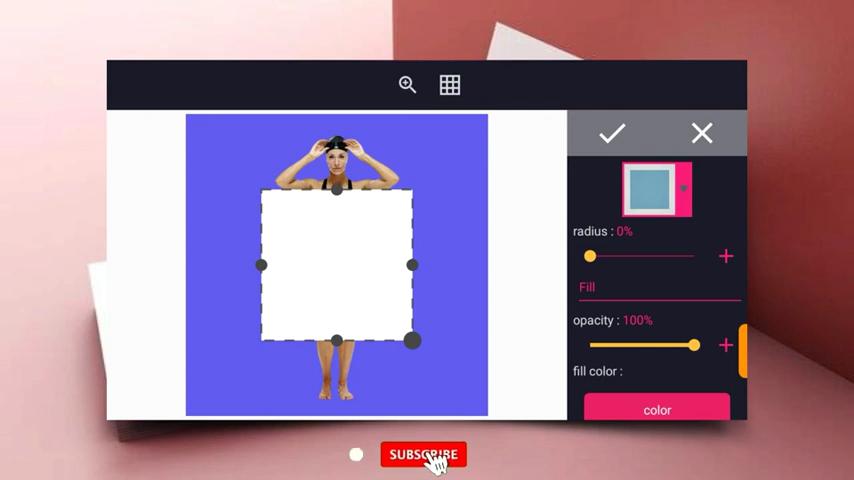 radius : 0%
Fill
opacity : 100%
fill color :
color
SUBSCRIBE